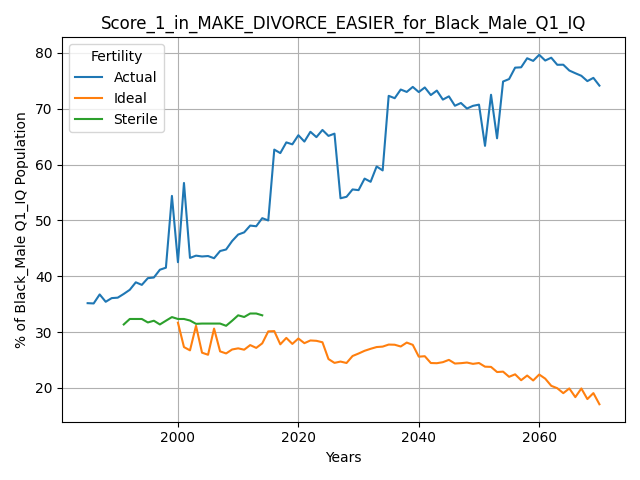 Score_1_in_MAKE_DIVORCE_EASIER_for_Black_Male_Q1_IQ
Fertility
Actual
Ideal
Sterile
% of Black_Male Q1_IQ Population
80
70
60
50
40
30
20
2000
2020
2040
2060
Years